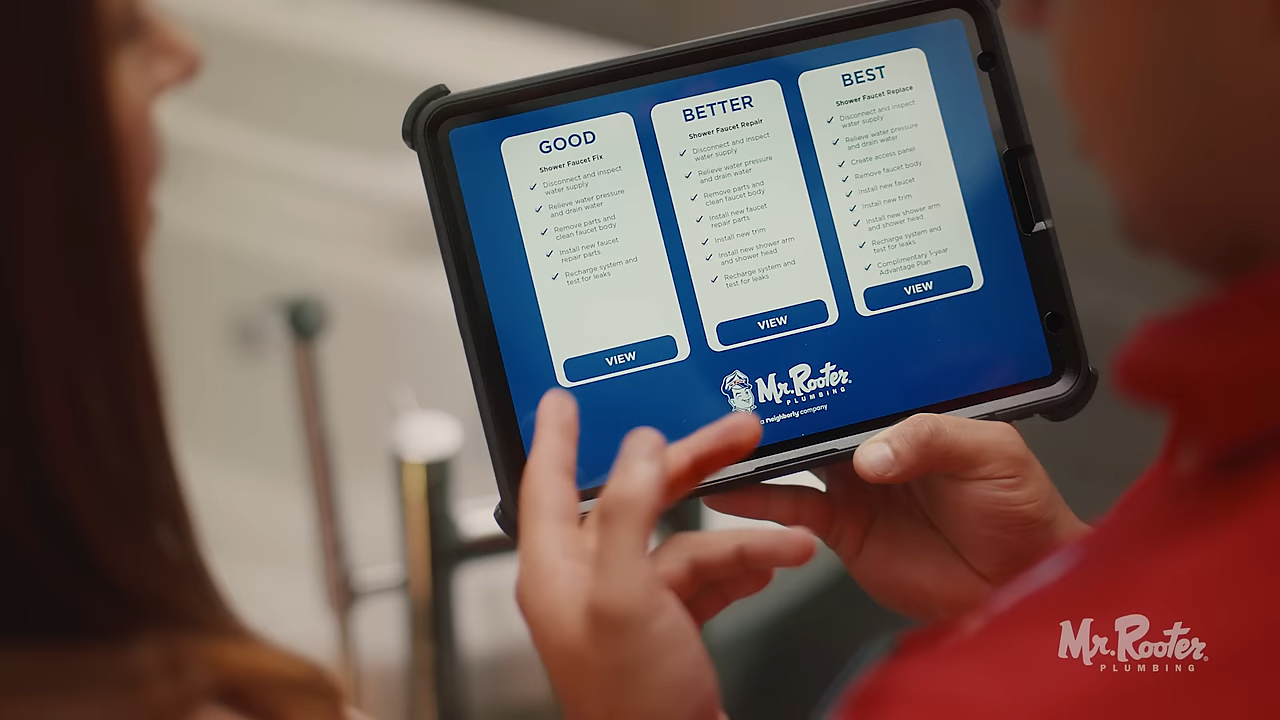 GOOD
Shower Faucet Fix
✓ Disconnect and inspect
water supply
✓ Relieve water pressure
and drain water
✓ Remove parts and
clean faucet body
✓ Install new faucet
repair parts
✓ Recharge system and
test for leaks
VIEW
BETTER
Shower Faucet Repair
✓ Disconnect and inspect
water supply
✓ Relieve water pressure
and drain water
✓ Remove parts and
clean faucet body
✓ Install new faucet
repair parts
✓ Install new trim
✓ Install new shower arm
and shower head
✓ Recharge system and
test for leaks
VIEW
BEST
Shower Faucet Replace
✓ Disconnect and inspect
water supply
✓ Relieve water pressure
and drain water
✓ Create access panel
✓ Remove faucet body
✓ Install new faucet
✓ Install new trim
✓ Install new shower arm
and shower head
✓ Recharge system and
test for leaks
✓ Complimentary 1-year
Advantage Plan
VIEW
Mr. Rooter®
PLUMBING
a neighborly company
Mr. Rooter®
PLUMBING